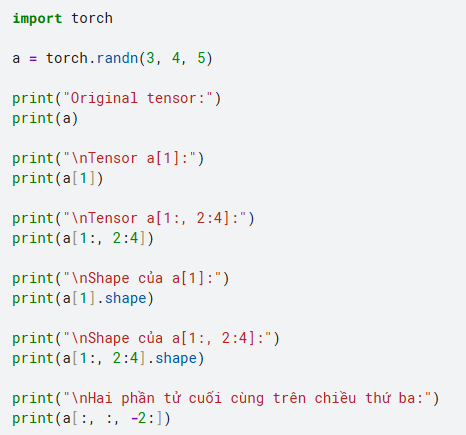 import torch
a = torch.randn(3, 4, 5)
print("Original tensor:")
print(a)
print("\nTensor a[1]:")
print(a[1])
print("\nTensor a[1:, 2:4]:")
print(a[1:, 2:4])
print("\nShape của a[1]:")
print(a[1].shape)
print("\nShape của a[1:, 2:4]:")
print(a[1:, 2:4].shape)
print("\nHai phần tử cuối cùng trên chiều thứ ba:")
print(a[:, :, -2:])